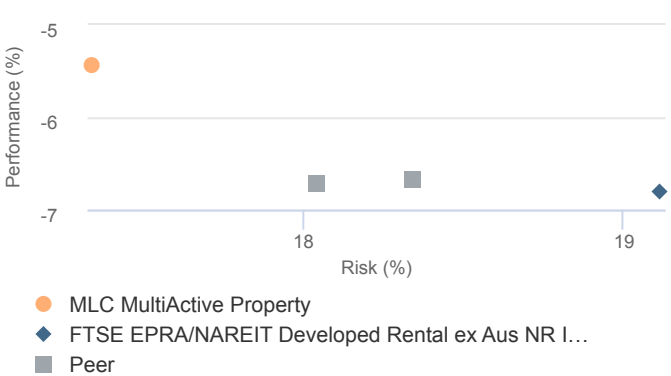 -5
-6
-7
Performance (%)
18
19
Risk (%)
MLC MultiActive Property
FTSE EPRA/NAREIT Developed Rental ex Aus NR I…
Peer